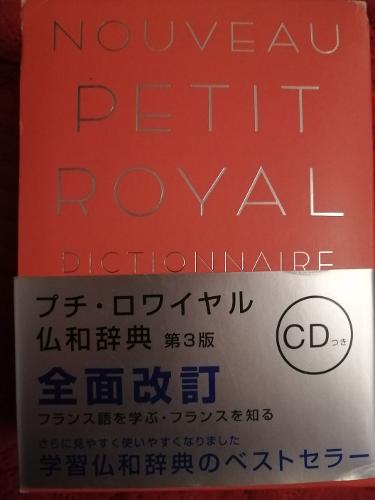 NOUVEAU
PETIT
ROYAL
DICTIONNAIRE
プチ・ロワイヤル
仏和辞典 第3版
CDつき
全面改訂
フランス語を学ぶ・フランスを知る
さらに見やすく使いやすくなりました
学習仏和辞典のベストセラー